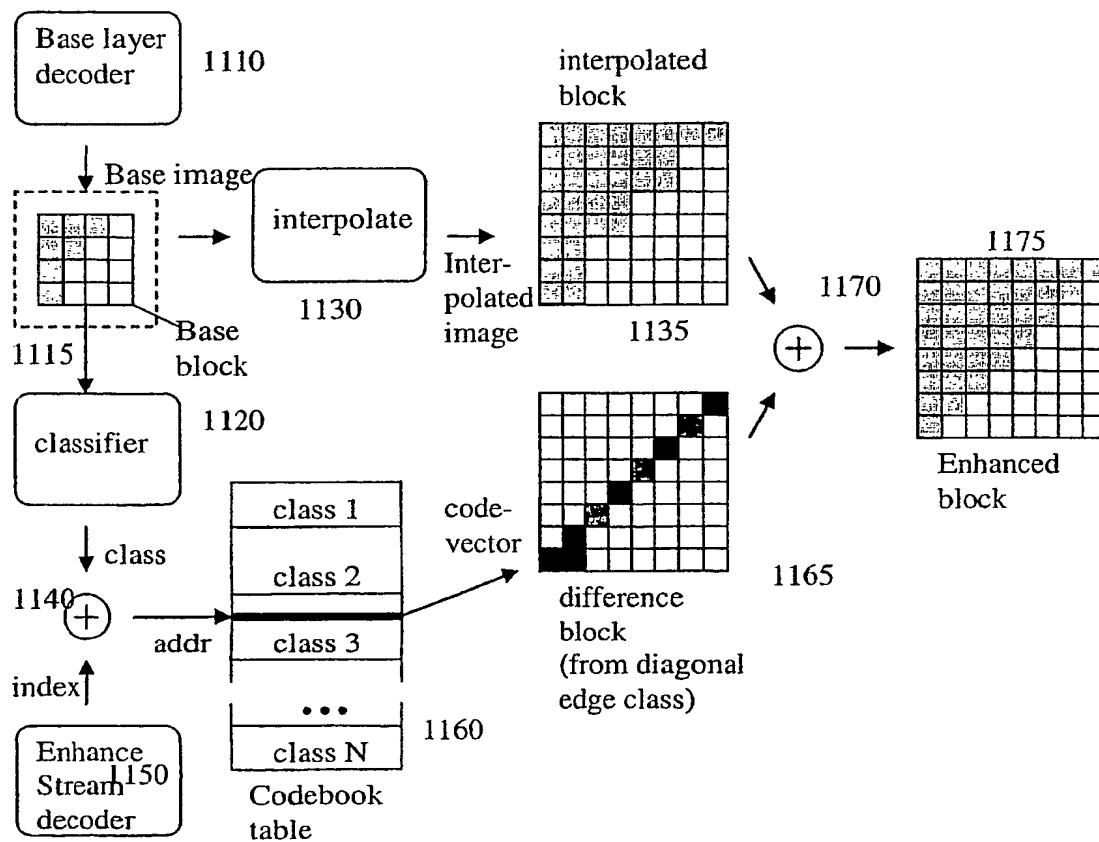 Base layer
decoder
1110
Base image
interpolate
1130
Inter-
polated
image
interpolated
block
1135
1115
Base
block
classifier
1120
class
1140
addr
index
Enhance
Stream
decoder
1150
class 1
class 2
class 3
•••
class N
1160
Codebook
table
code-
vector
difference
block
(from diagonal
edge class)
1165
1170
1175
Enhanced
block